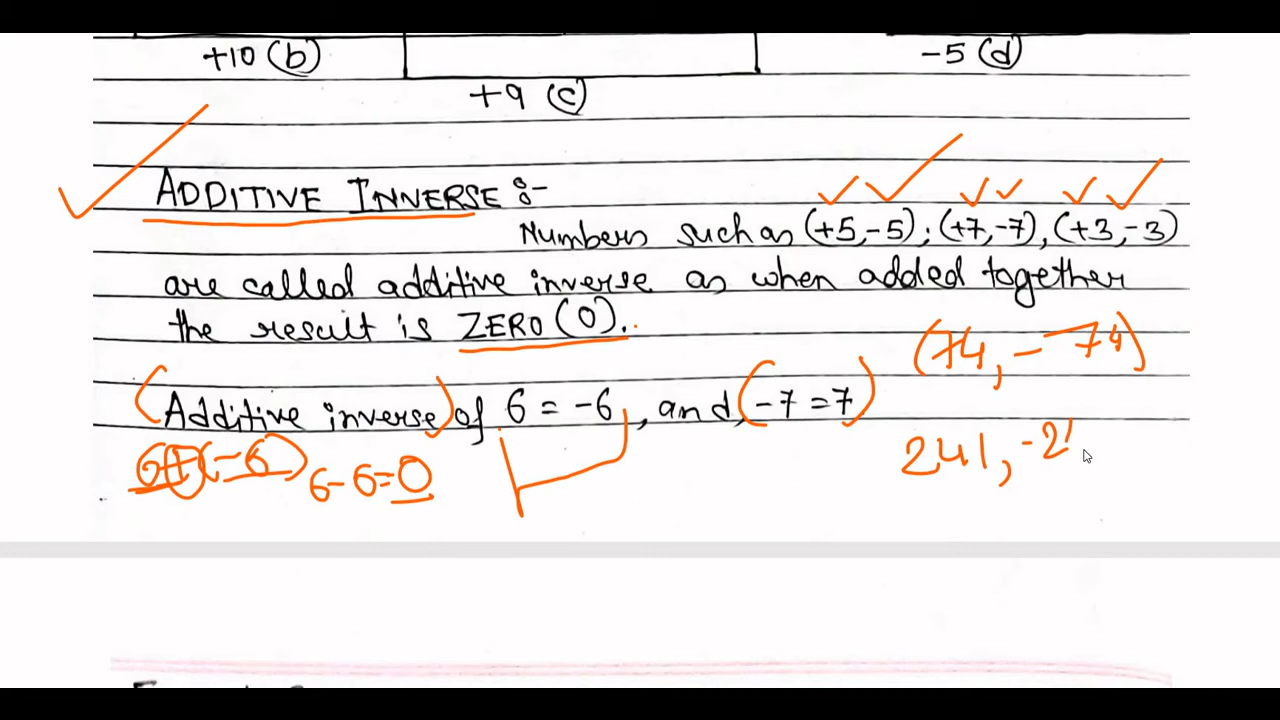 +10 (b)
-5 (d)
+9 (c)
ADDITIVE INVERSE :-
Numbers such as (+5,-5); (+7,-7), (+3,-3)
are called additive inverse as when added together
the result is ZERO (0).
(74, -74)
(Additive inverse) of 6 = -6, and, (-7 = 7)
6+(-6) 6-6=0
241, -2